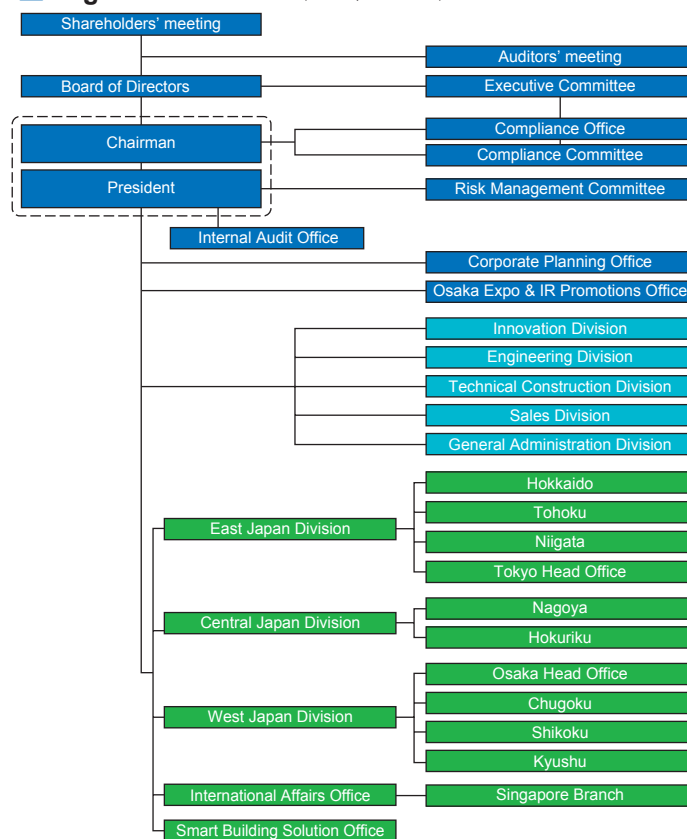 Shareholders' meeting
Auditors' meeting
Board of Directors
Executive Committee
Chairman
Compliance Office
Compliance Committee
President
Risk Management Committee
Internal Audit Office
Corporate Planning Office
Osaka Expo & IR Promotions Office
Innovation Division
Engineering Division
Technical Construction Division
Sales Division
General Administration Division
East Japan Division
Hokkaido
Tohoku
Niigata
Tokyo Head Office
Central Japan Division
Nagoya
Hokuriku
West Japan Division
Osaka Head Office
Chugoku
Shikoku
Kyushu
International Affairs Office
Singapore Branch
Smart Building Solution Office